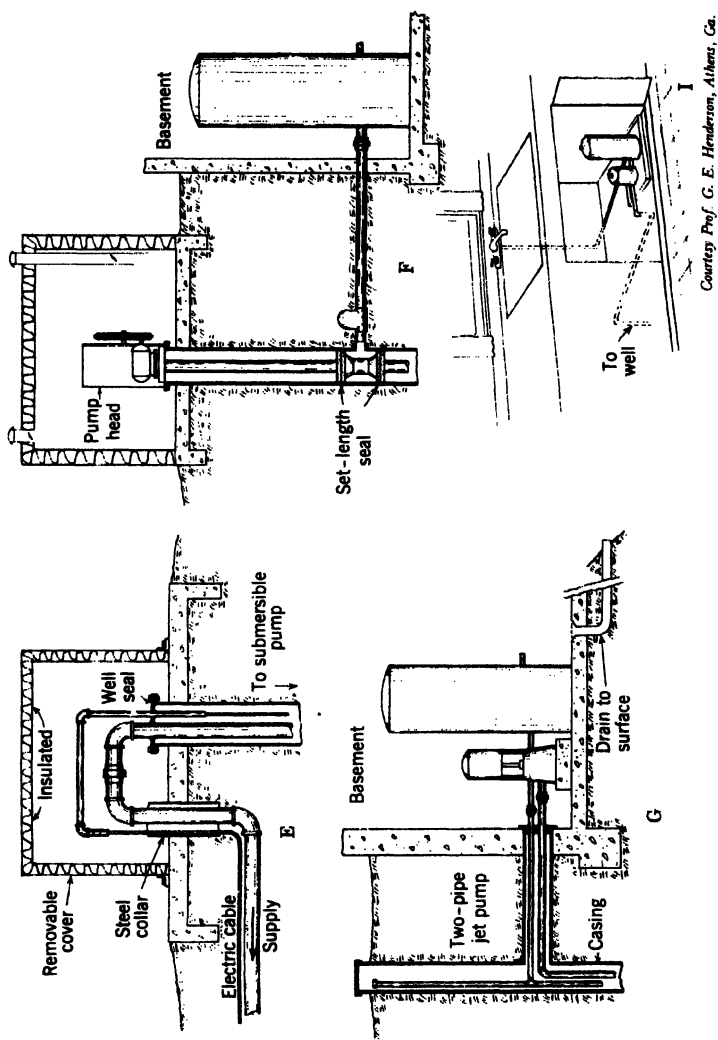 Insulated
Removable
cover
Well
seal
Steel
collar
Electric cable
Supply
To submersible
pump
E
Pump
head
Basement
Set-length
seal
F
Basement
Two-pipe
jet pump
Casing
Drain to
surface
G
To
well
I
Courtesy Prof. G. E. Henderson, Athens, Ga.